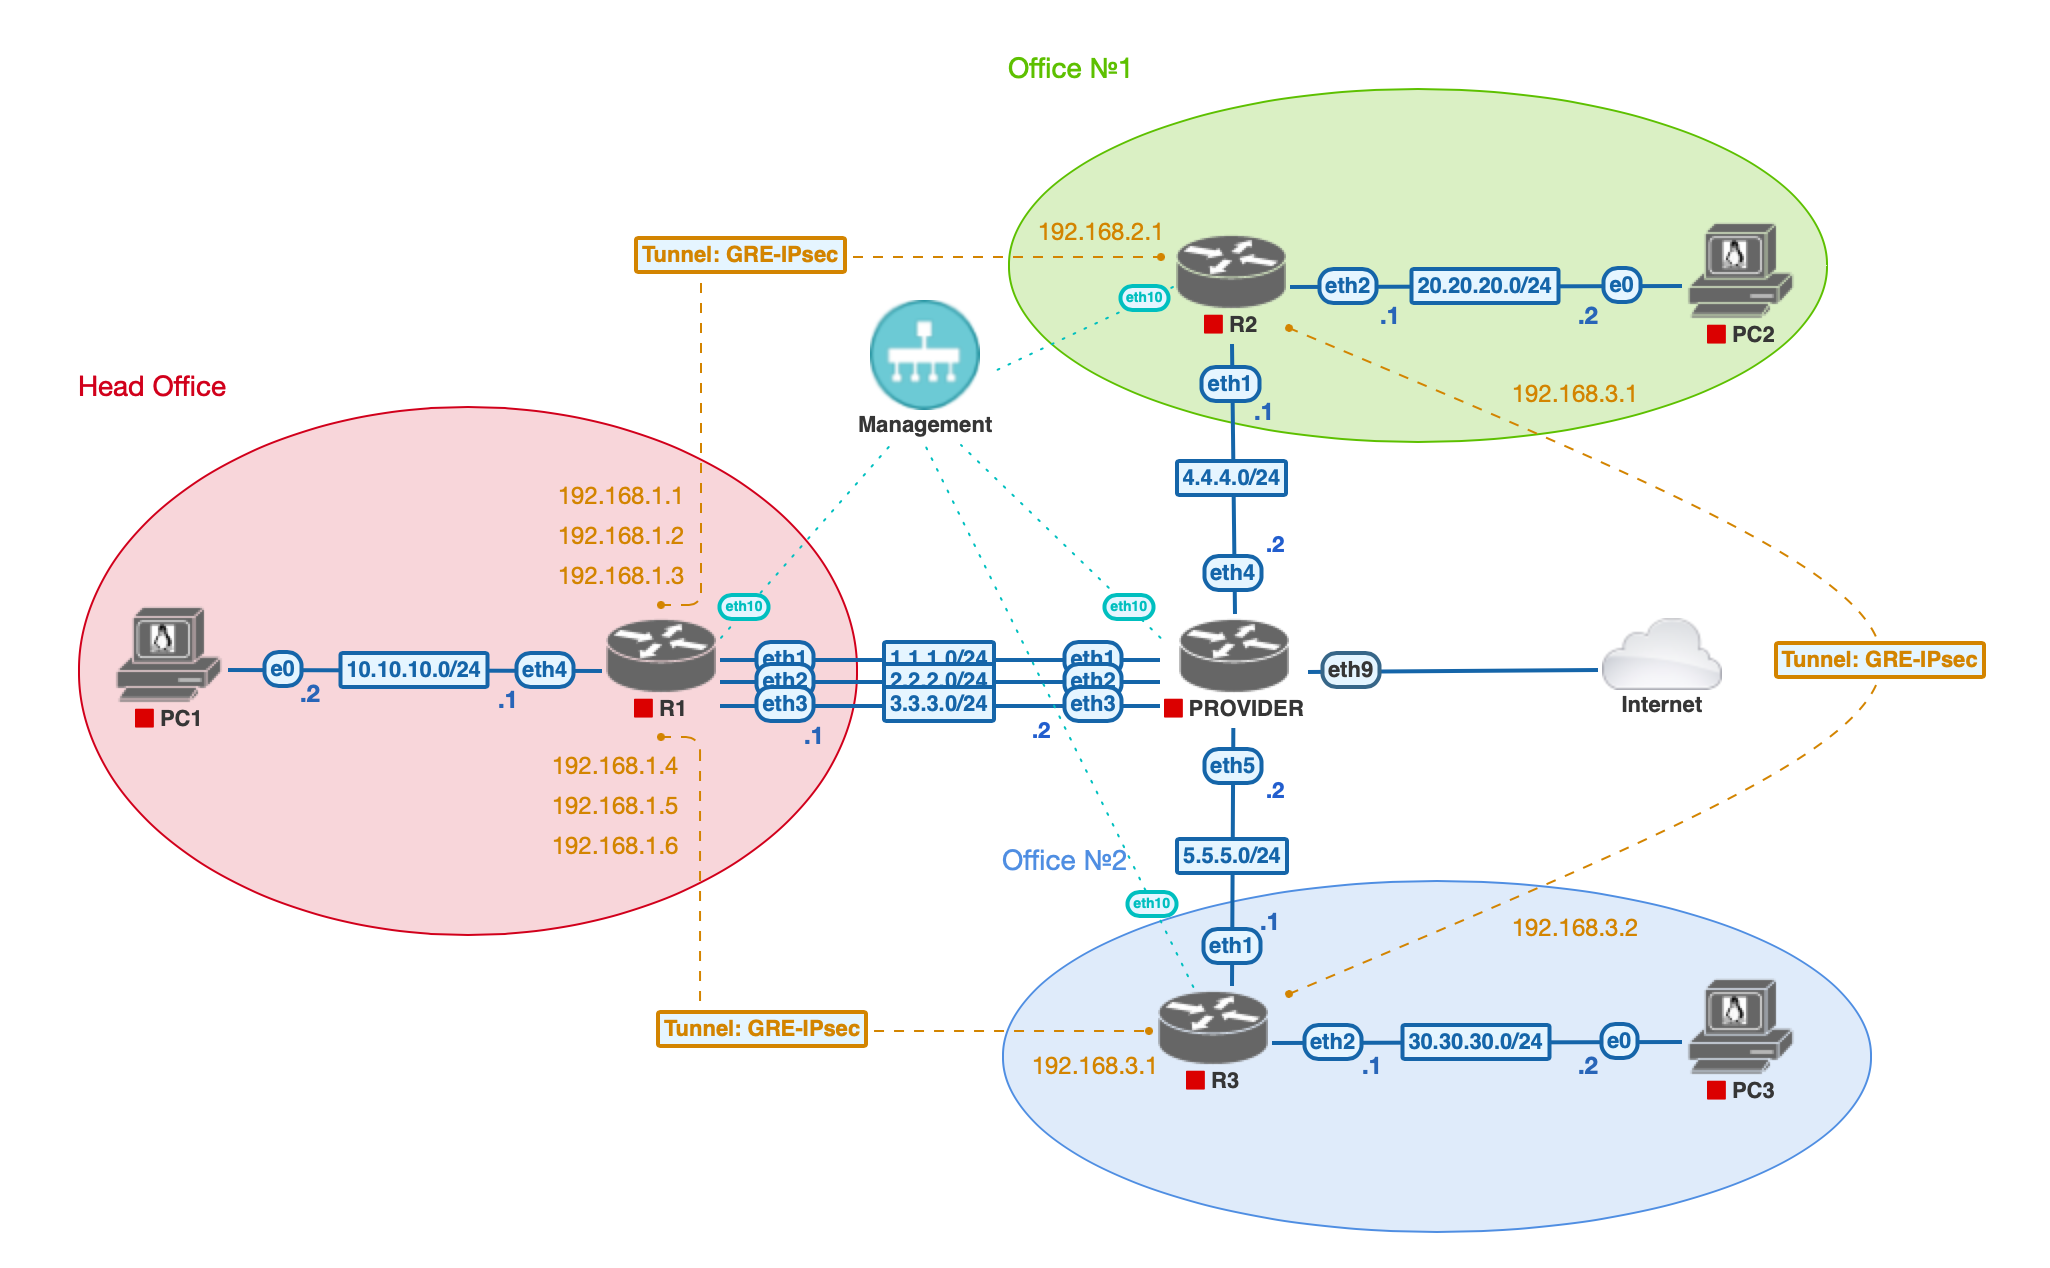 Office №1
192.168.2.1
Tunnel: GRE-IPsec
eth10
eth2
20.20.20.0/24
e0
.1
.2
R2
PC2
Management
eth1
.1
192.168.3.1
Head Office
4.4.4.0/24
192.168.1.1
192.168.1.2
192.168.1.3
.2
eth4
eth10
eth10
e0
10.10.10.0/24
eth4
.2
.1
PC1
R1
eth1
1.1.1.0/24
eth1
eth2
2.2.2.0/24
eth2
eth3
3.3.3.0/24
eth3
.1
.2
PROVIDER
eth9
Internet
Tunnel: GRE-IPsec
192.168.1.4
192.168.1.5
192.168.1.6
eth5
.2
Office №2
5.5.5.0/24
eth10
.1
eth1
192.168.3.2
Tunnel: GRE-IPsec
192.168.3.1
R3
eth2
30.30.30.0/24
e0
.1
.2
PC3